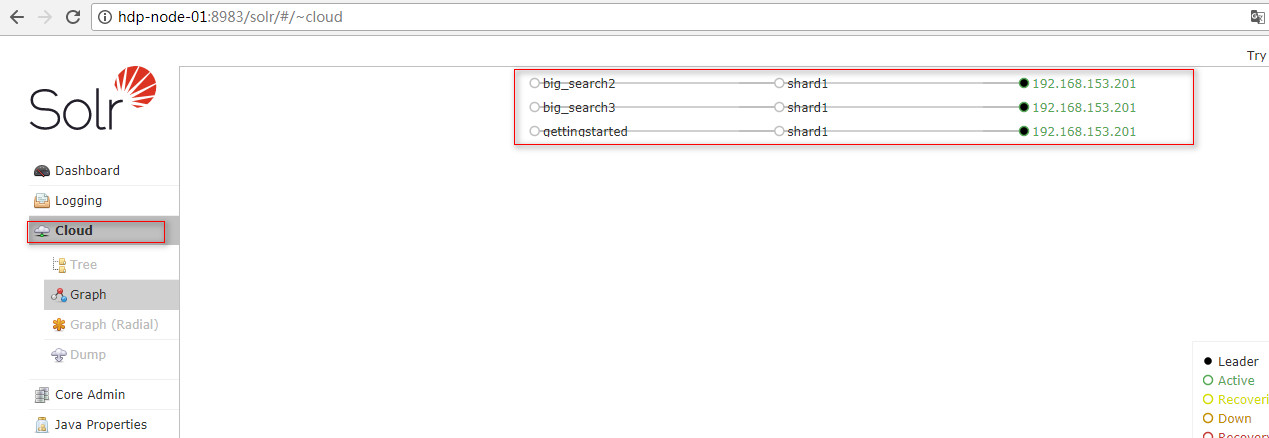 hdp-node-01:8983/solr/#/~cloud
Try
Solr
big_search2 shard1 192.168.153.201
big_search3 shard1 192.168.153.201
gettingstarted shard1 192.168.153.201
Dashboard
Logging
Cloud
Tree
Graph
Graph (Radial)
Dump
Core Admin
Java Properties
Leader
Active
Recoveri
Down
Recovery